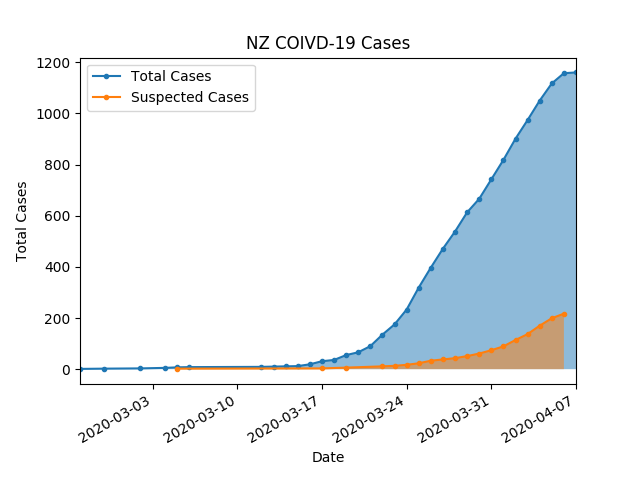 NZ COIVD-19 Cases
Total Cases
Suspected Cases
1200
1000
800
600
400
200
0
Total Cases
2020-03-03
2020-03-10
2020-03-17
2020-03-24
2020-03-31
2020-04-07
Date